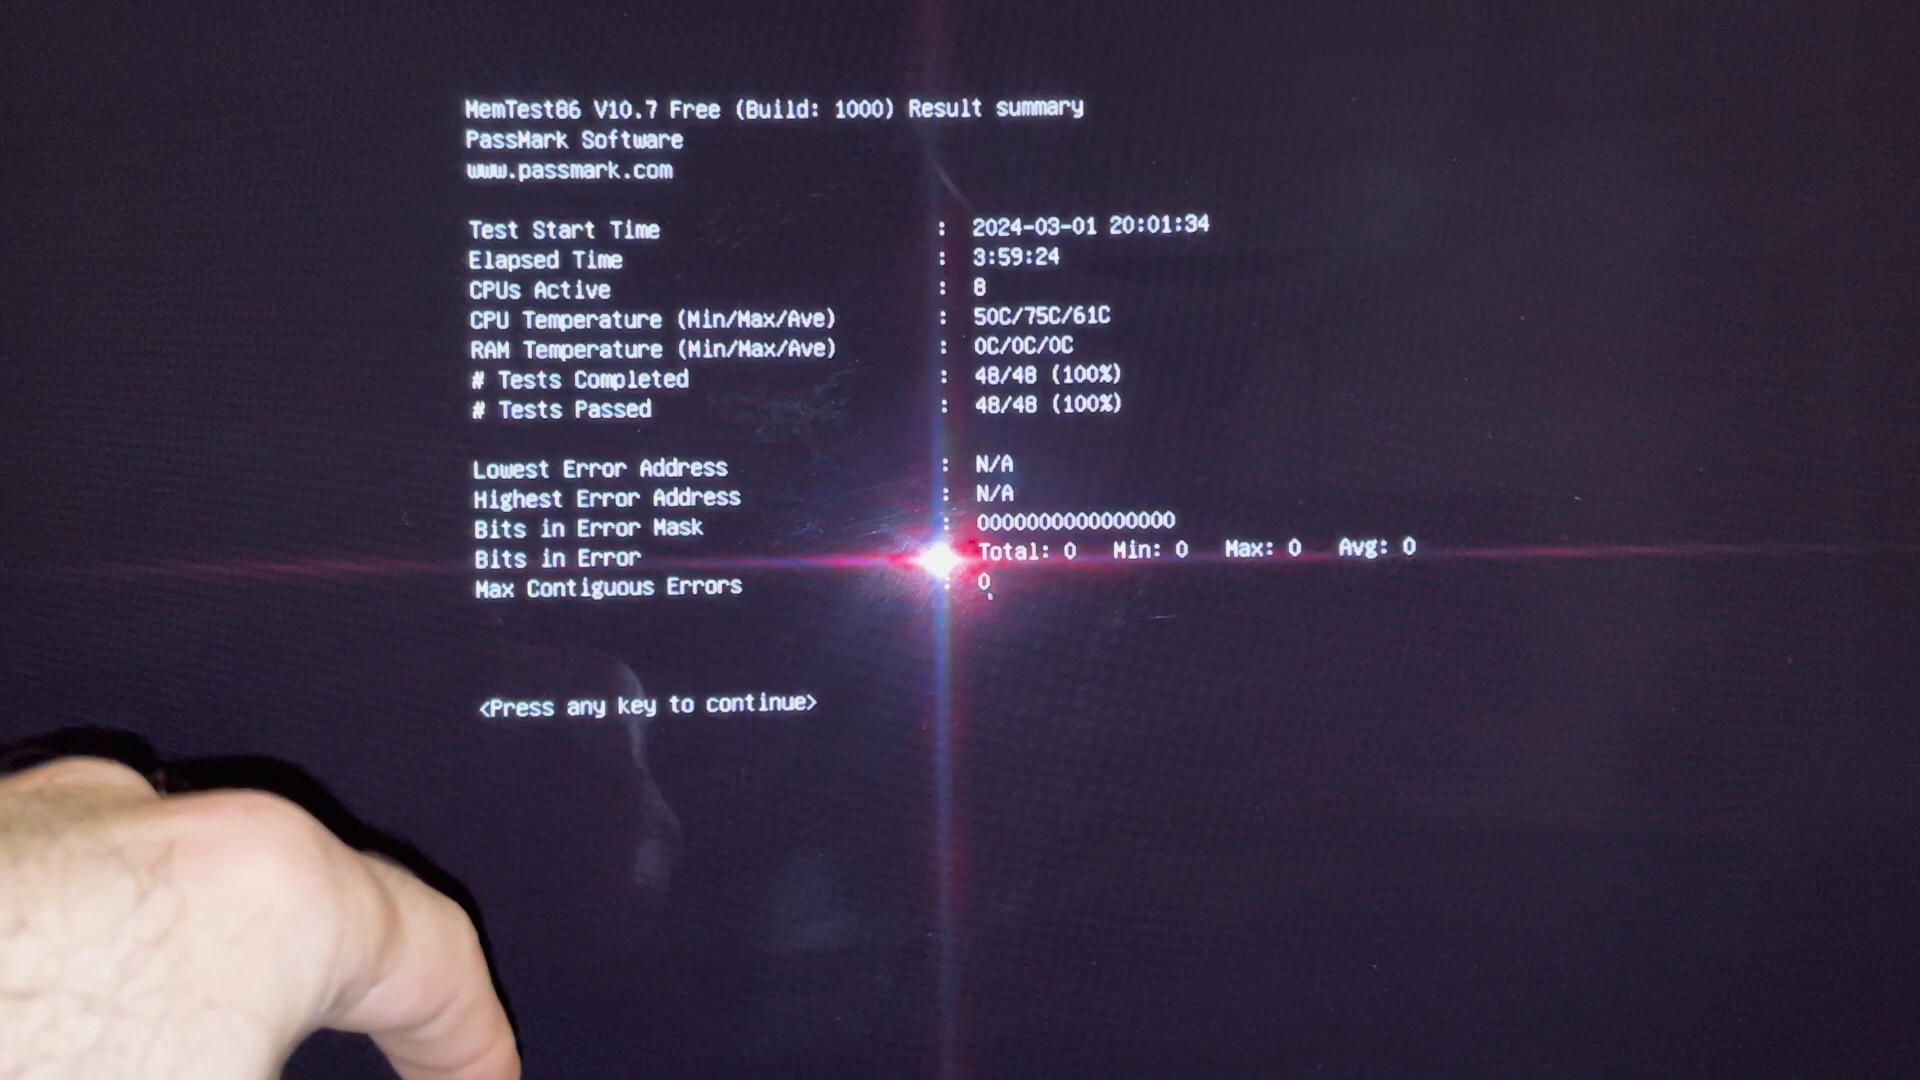 MemTest86 V10.7 Free (Build: 1000) Result summary
PassMark Software
www.passmark.com
Test Start Time : 2024-03-01 20:01:34
Elapsed Time : 3:59:24
CPUs Active : 8
CPU Temperature (Min/Max/Ave) : 50C/75C/61C
RAM Temperature (Min/Max/Ave) : 0C/0C/0C
# Tests Completed : 48/48 (100%)
# Tests Passed : 48/48 (100%)
Lowest Error Address : N/A
Highest Error Address : N/A
Bits in Error Mask : 0000000000000000
Bits in Error : Total: 0 Min: 0 Max: 0 Avg: 0
Max Contiguous Errors : 0
<Press any key to continue>